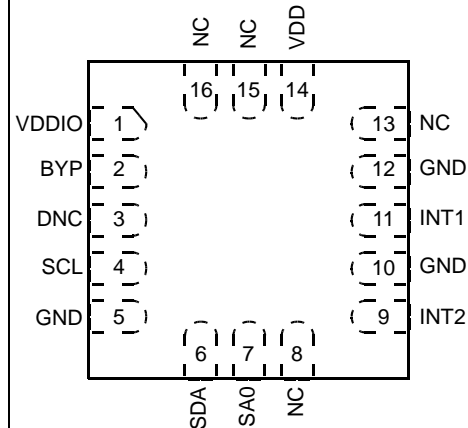 NC NC VDD
16 15 14
VDDIO 1 13 NC
BYP 2 12 GND
DNC 3 11 INT1
SCL 4 10 GND
GND 5 9 INT2
6 7 8
SDA SA0 NC